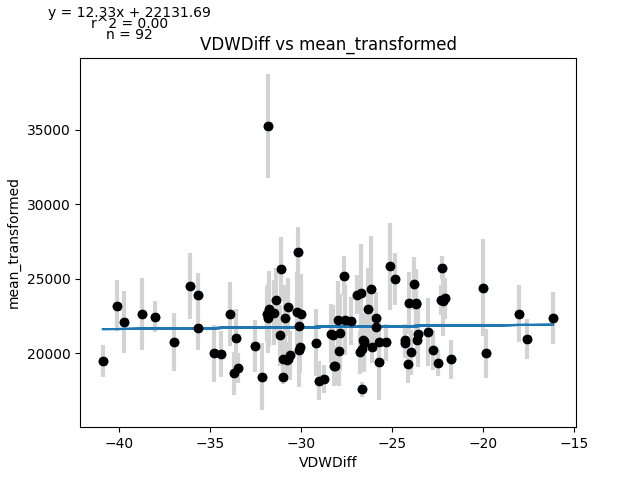 y = 12.33x + 22131.69
r^2 = 0.00
n = 92
VDWDiff vs mean_transformed
35000
30000
25000
20000
mean_transformed
−40 −35 −30 −25 −20 −15
VDWDiff